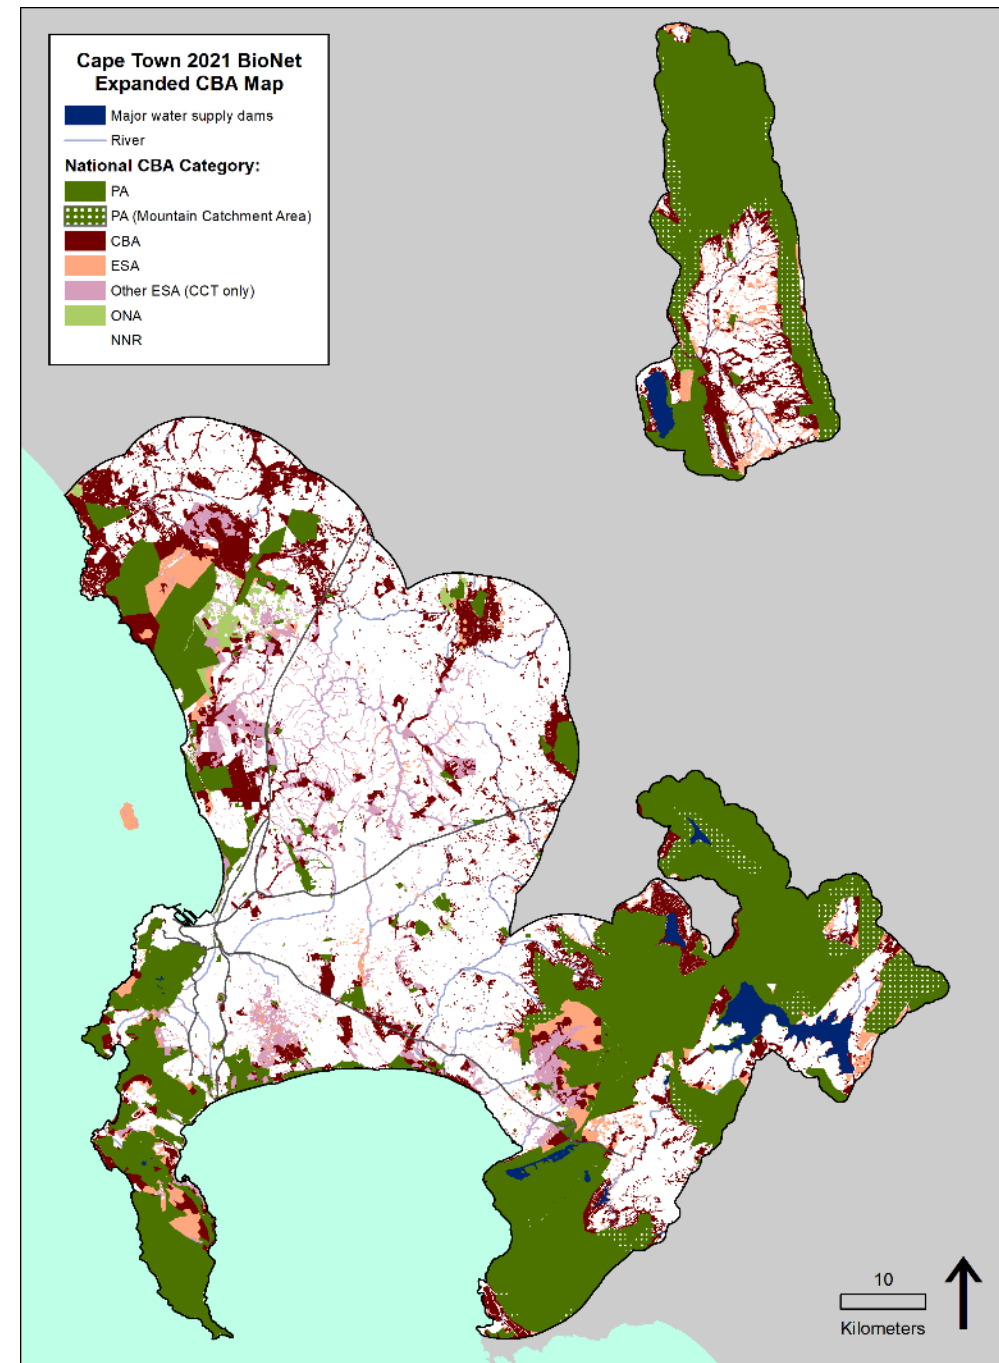 Cape Town 2021 BioNet
Expanded CBA Map
Major water supply dams
River
National CBA Category:
PA
PA (Mountain Catchment Area)
CBA
ESA
Other ESA (CCT only)
ONA
NNR
10
Kilometers